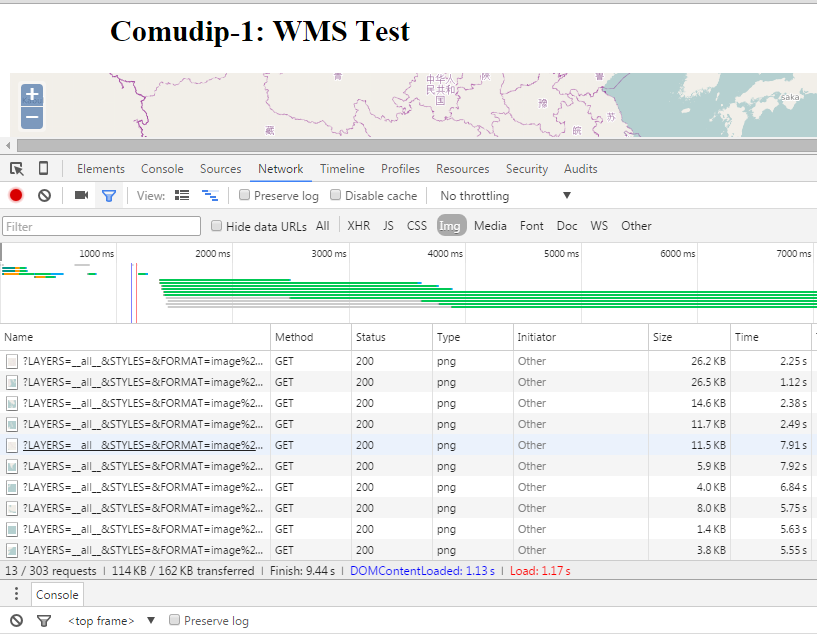 Comudip-1: WMS Test
青
中华人
民共和
国
陕
鲁
saka
豫
藏
皖
苏
Elements Console Sources Network Timeline Profiles Resources Security Audits
View: Preserve log Disable cache No throttling
Filter Hide data URLs All XHR JS CSS Img Media Font Doc WS Other
1000 ms 2000 ms 3000 ms 4000 ms 5000 ms 6000 ms 7000 ms
Name Method Status Type Initiator Size Time
?LAYERS=__all__&STYLES=&FORMAT=image%2... GET 200 png Other 26.2 KB 2.25 s
?LAYERS=__all__&STYLES=&FORMAT=image%2... GET 200 png Other 26.5 KB 1.12 s
?LAYERS=__all__&STYLES=&FORMAT=image%2... GET 200 png Other 14.6 KB 2.38 s
?LAYERS=__all__&STYLES=&FORMAT=image%2... GET 200 png Other 11.7 KB 2.49 s
?LAYERS=__all__&STYLES=&FORMAT=image%2... GET 200 png Other 11.5 KB 7.91 s
?LAYERS=__all__&STYLES=&FORMAT=image%2... GET 200 png Other 5.9 KB 7.92 s
?LAYERS=__all__&STYLES=&FORMAT=image%2... GET 200 png Other 4.0 KB 6.84 s
?LAYERS=__all__&STYLES=&FORMAT=image%2... GET 200 png Other 8.0 KB 5.75 s
?LAYERS=__all__&STYLES=&FORMAT=image%2... GET 200 png Other 1.4 KB 5.63 s
?LAYERS=__all__&STYLES=&FORMAT=image%2... GET 200 png Other 3.8 KB 5.55 s
13 / 303 requests | 114 KB / 162 KB transferred | Finish: 9.44 s | DOMContentLoaded: 1.13 s | Load: 1.17 s
Console
<top frame> Preserve log